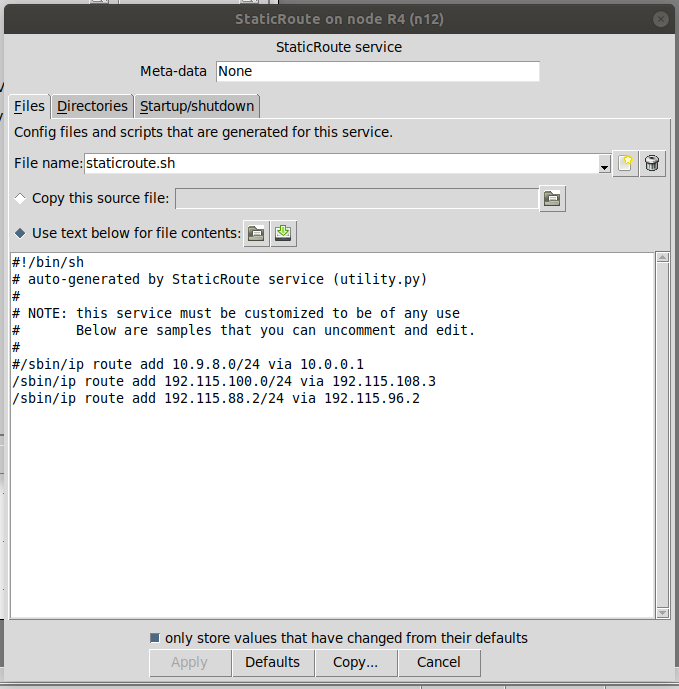 StaticRoute on node R4 (n12)
StaticRoute service
Meta-data None
Files Directories Startup/shutdown
Config files and scripts that are generated for this service.
File name: staticroute.sh
Copy this source file:
Use text below for file contents:
#!/bin/sh
# auto-generated by StaticRoute service (utility.py)
#
# NOTE: this service must be customized to be of any use
#       Below are samples that you can uncomment and edit.
#
#/sbin/ip route add 10.9.8.0/24 via 10.0.0.1
/sbin/ip route add 192.115.100.0/24 via 192.115.108.3
/sbin/ip route add 192.115.88.2/24 via 192.115.96.2
only store values that have changed from their defaults
Apply Defaults Copy... Cancel